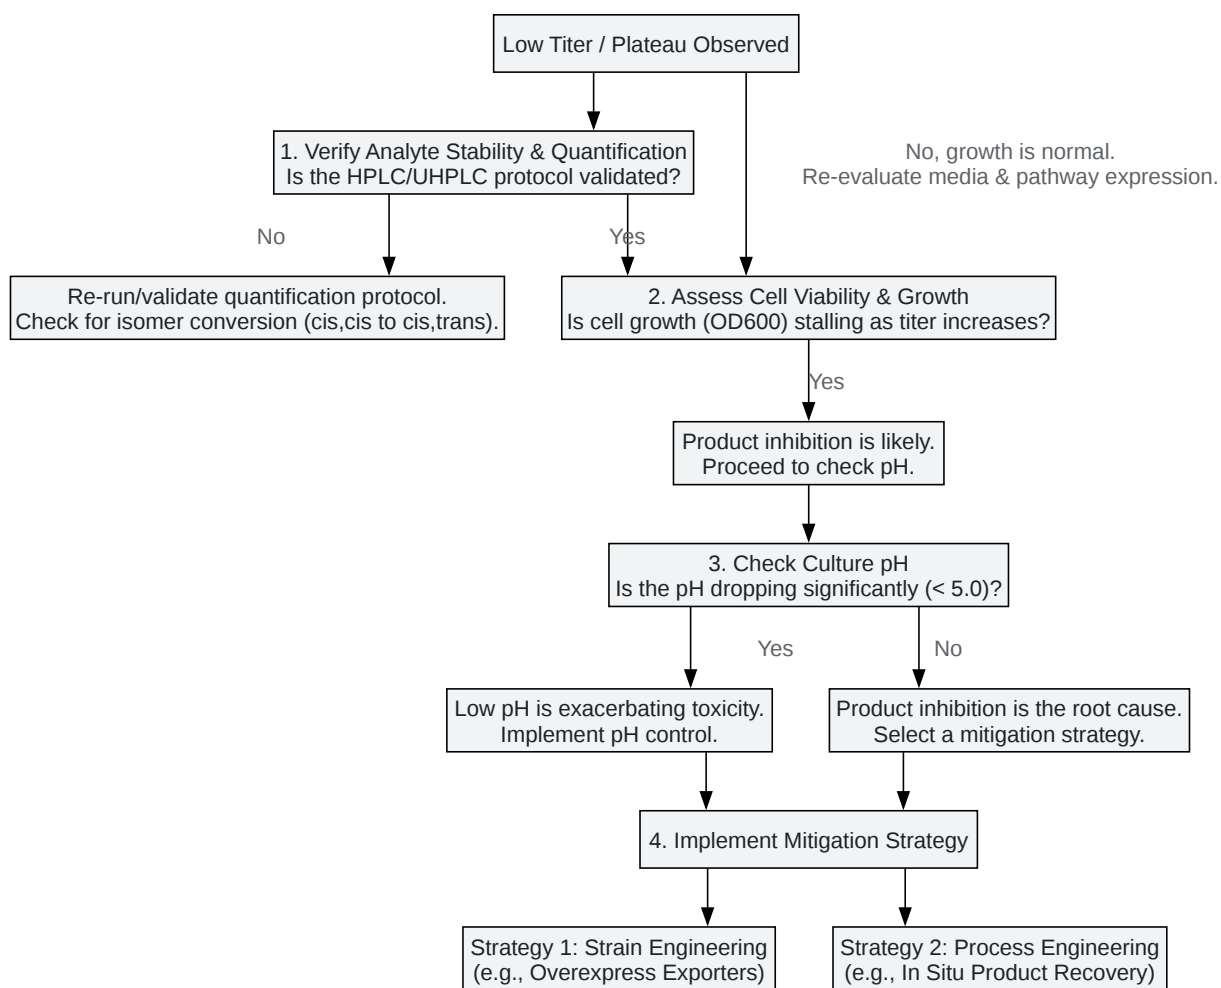 Low Titer / Plateau Observed
1. Verify Analyte Stability & Quantification
Is the HPLC/UHPLC protocol validated?
No, growth is normal.
Re-evaluate media & pathway expression.
No
Yes
Re-run/validate quantification protocol.
Check for isomer conversion (cis,cis to cis,trans).
2. Assess Cell Viability & Growth
Is cell growth (OD600) stalling as titer increases?
Yes
Product inhibition is likely.
Proceed to check pH.
3. Check Culture pH
Is the pH dropping significantly (< 5.0)?
Yes
No
Low pH is exacerbating toxicity.
Implement pH control.
Product inhibition is the root cause.
Select a mitigation strategy.
4. Implement Mitigation Strategy
Strategy 1: Strain Engineering
(e.g., Overexpress Exporters)
Strategy 2: Process Engineering
(e.g., In Situ Product Recovery)